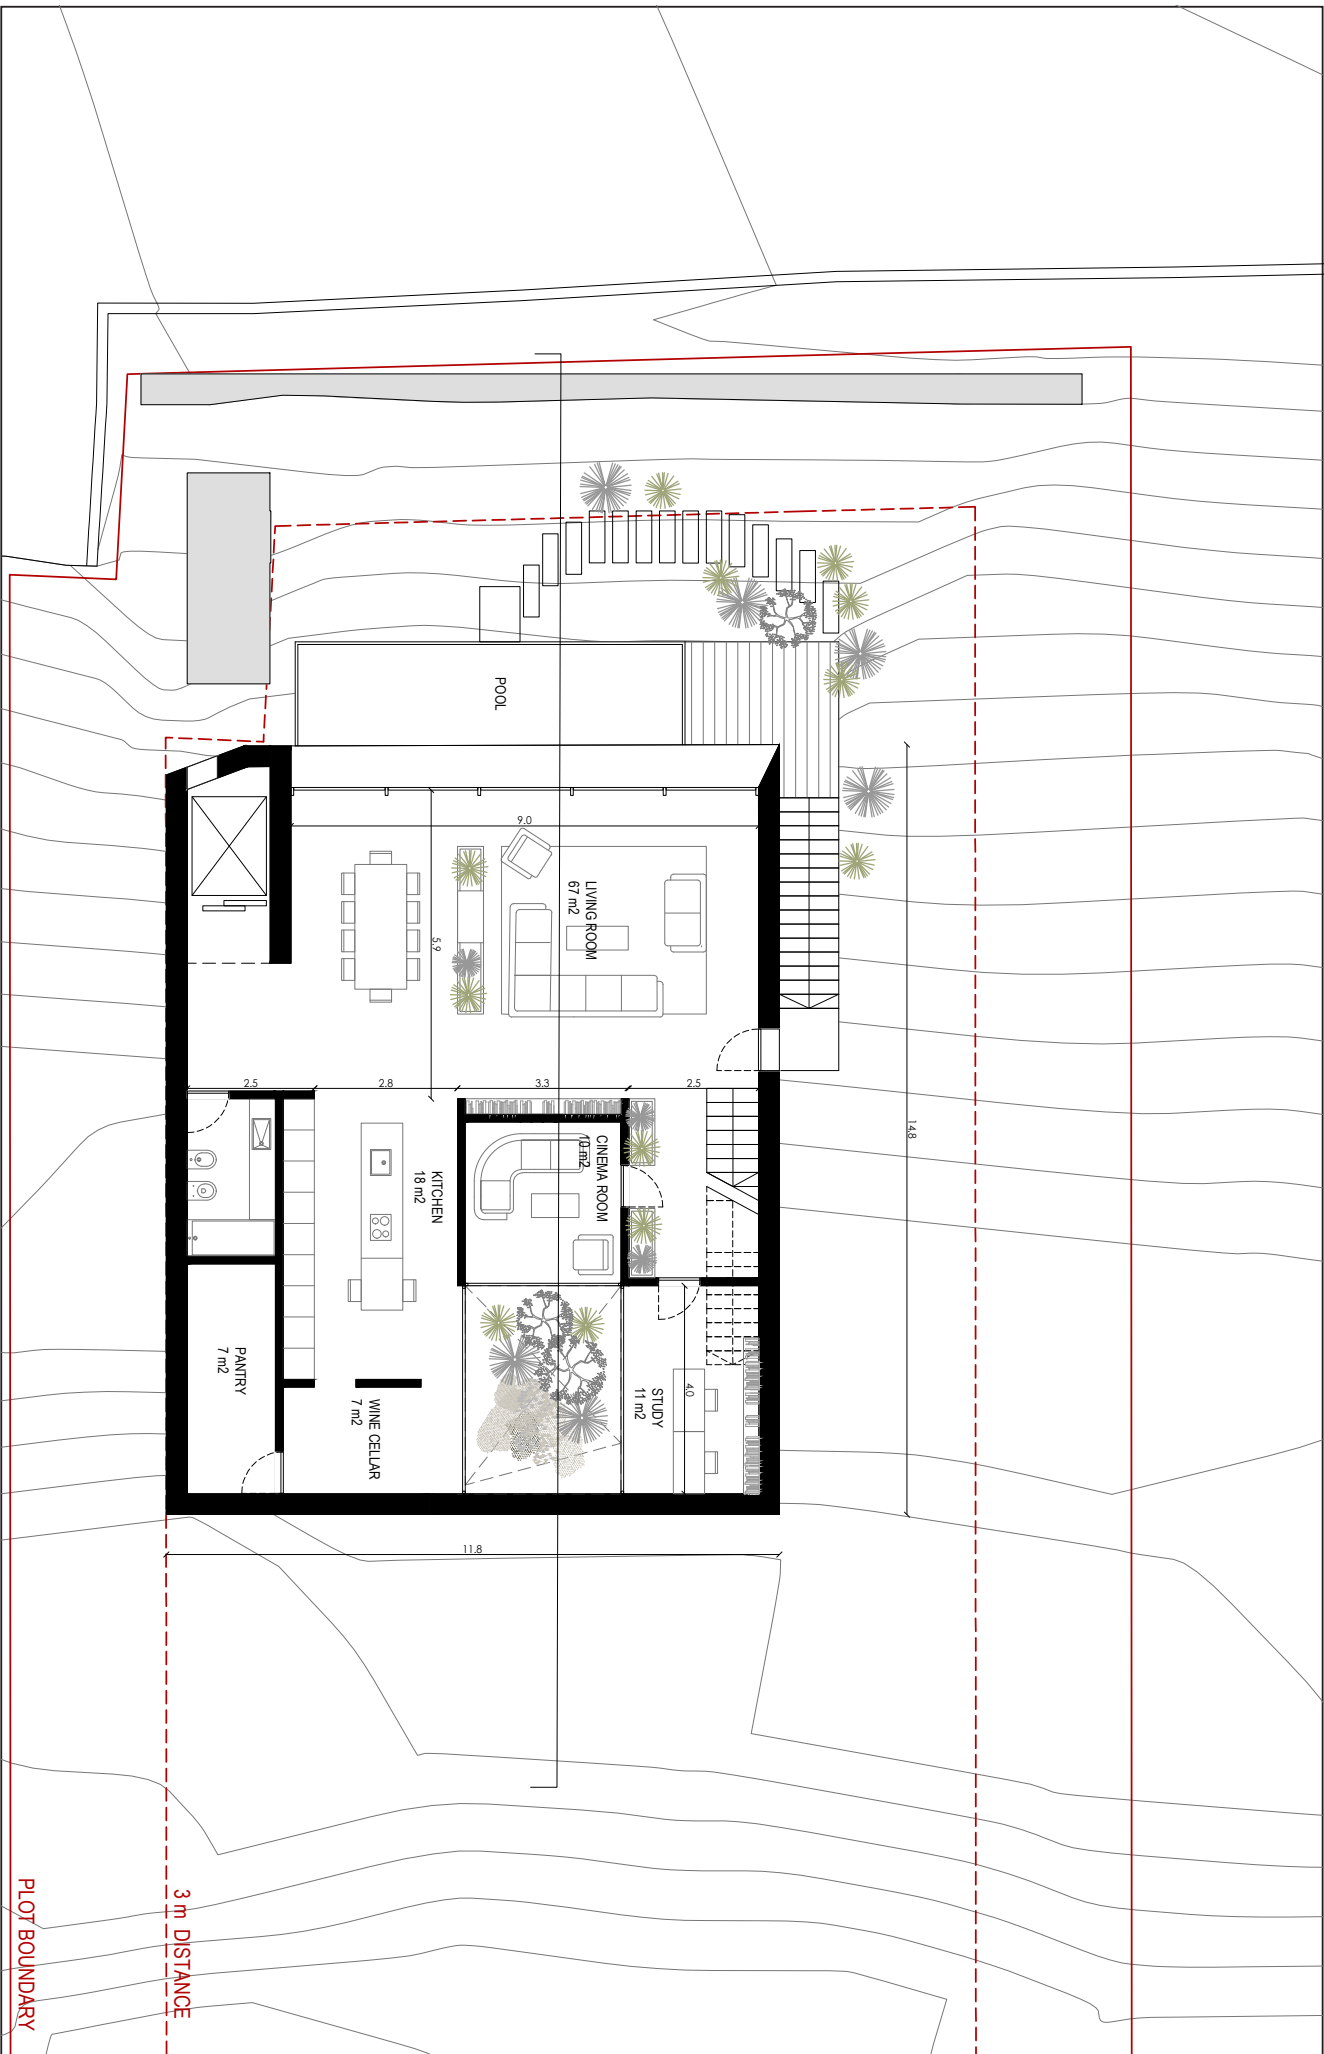 POOL
9.0
LIVING ROOM
67 m2
5.9
2.5
2.8
3.3
2.5
14.8
CINEMA ROOM
10 m2
KITCHEN
18 m2
PANTRY
7 m2
WINE CELLAR
7 m2
STUDY
11 m2
4.0
11.8
3 m DISTANCE
PLOT BOUNDARY